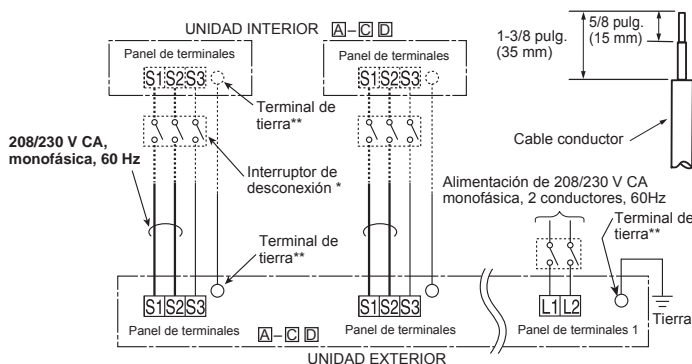 UNIDAD INTERIOR A–C D
Panel de terminales
S1 S2 S3
Panel de terminales
S1 S2 S3
Terminal de
tierra**
208/230 V CA,
monofásica, 60 Hz
Interruptor de
desconexión *
Terminal de
tierra**
1-3/8 pulg.
(35 mm)
5/8 pulg.
(15 mm)
Cable conductor
Alimentación de 208/230 V CA
monofásica, 2 conductores, 60Hz
Terminal de
tierra**
S1 S2 S3
Panel de terminales
A–C D
S1 S2 S3
Panel de terminales
L1 L2
Panel de terminales 1
Tierra
UNIDAD EXTERIOR